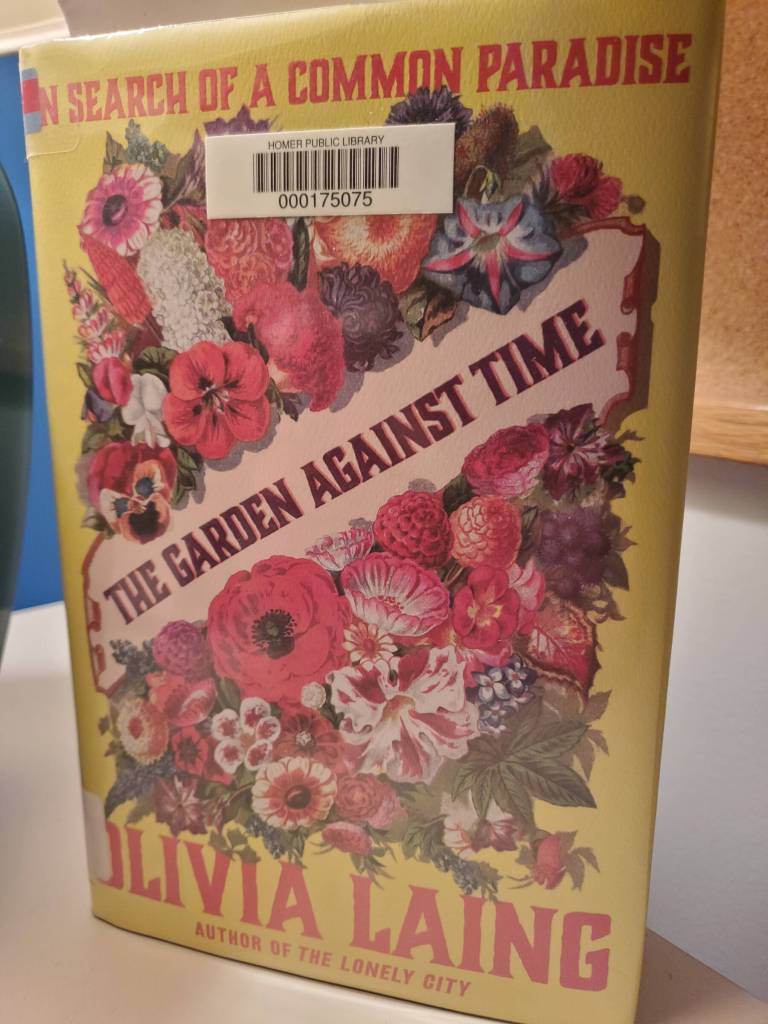 N SEARCH OF A COMMON PARADISE
HOMER PUBLIC LIBRARY
000175075
THE GARDEN AGAINST TIME
OLIVIA LAING
AUTHOR OF THE LONELY CITY